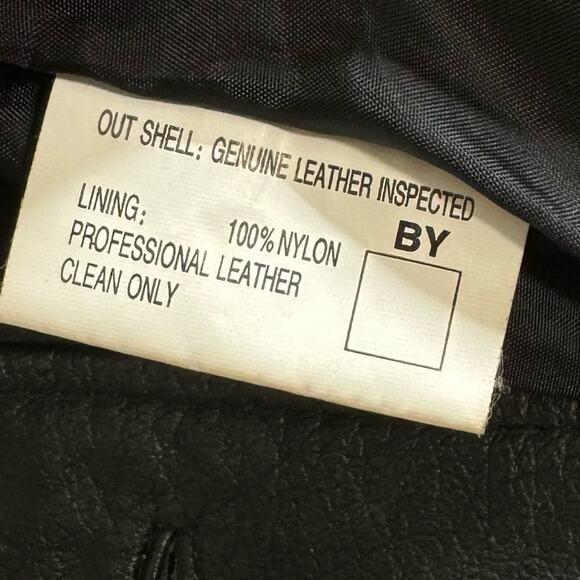 OUT SHELL: GENUINE LEATHER INSPECTED
LINING: 100% NYLON BY
PROFESSIONAL LEATHER
CLEAN ONLY